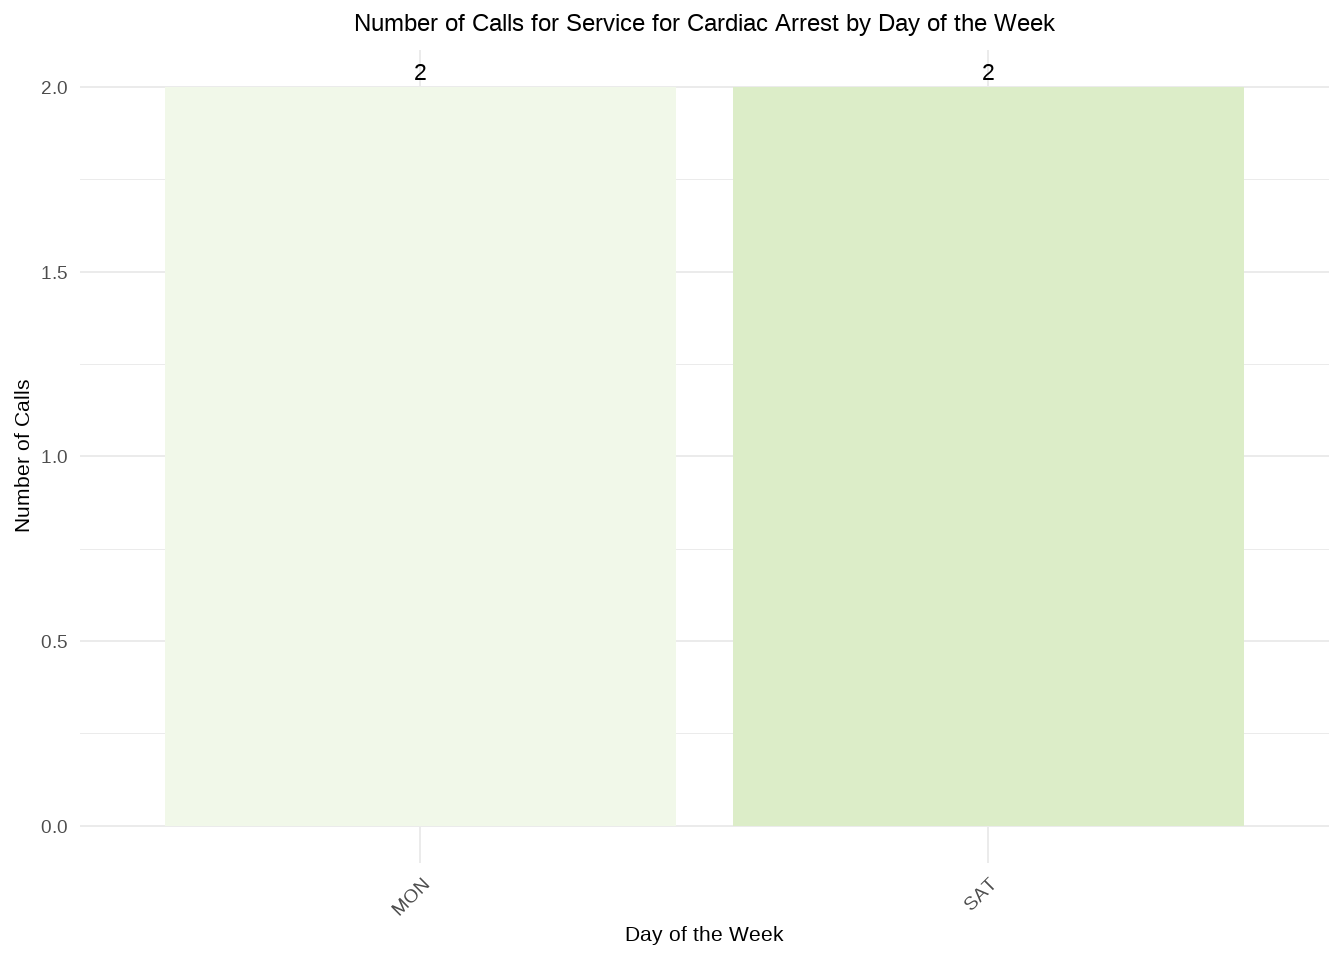 Number of Calls for Service for Cardiac Arrest by Day of the Week
2
2
2.0
1.5
1.0
0.5
0.0
Number of Calls
MON
SAT
Day of the Week